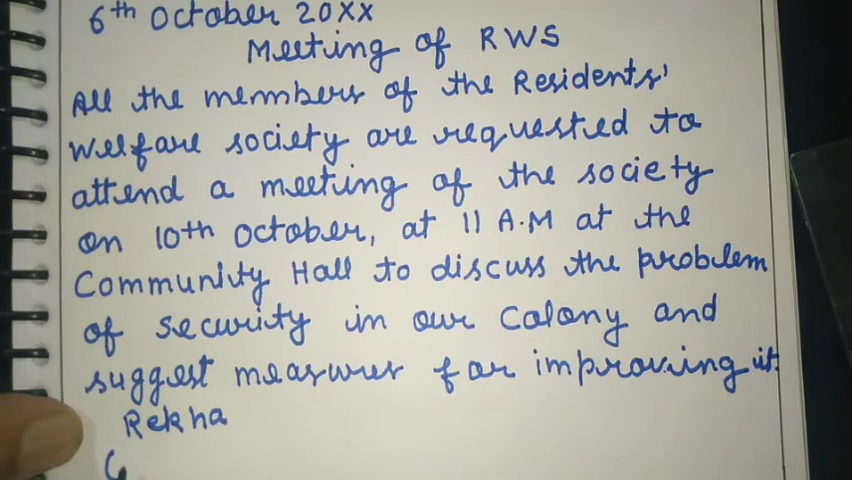 6th October 20XX
Meeting of RWS
All the members of the Residents'
Welfare society are requested to
attend a meeting of the society
on 10th October, at 11 A.M at the
Community Hall to discuss the problem
of security in our Colony and
suggest measures for improving it.
Rekha